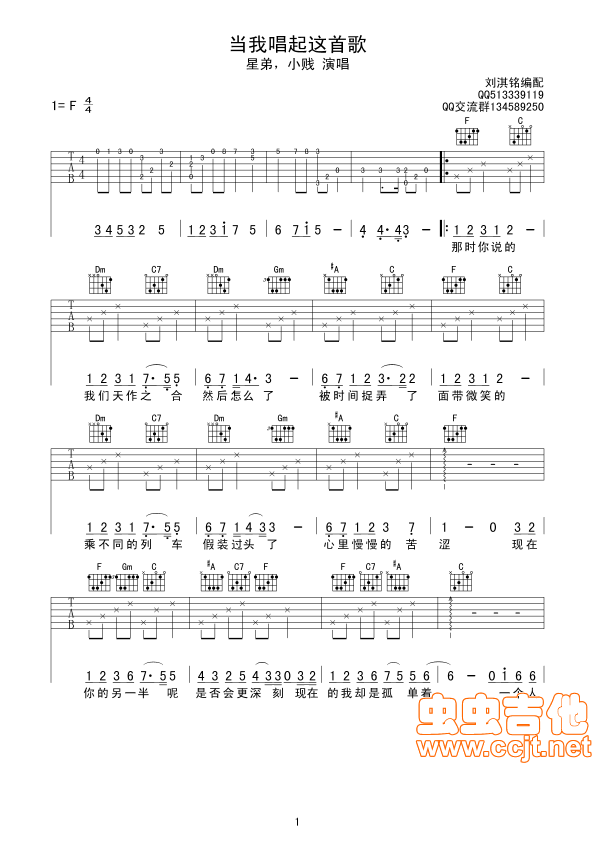 当我唱起这首歌
星弟，小贱 演唱
刘淇铭编配
QQ513339119
1= F 4/4
QQ交流群134589250
F C
T A B 4 4
0 1 3 0 3 3 2 2 2 1 3 2 0 0 8 7 3 5 5 7 8 3 3 2 0 3 3 3 2 0 2 0
3 4 5 3 2 2 5 1 2 3 i 7 5 6 7 i 5 — 4 4· 4 3 — 1 2 3 1 2 —
那时你说的
Dm C7 Dm Gm #A C F C
T A B
1 2 3 1 7· 5 5 6 7 1 4· 3 — 6 7 1 2 3· 2 2 1 2 3 1 2 —
我们天作之 合 然后怎么 了 被时间捉弄 了 面带微笑的
Dm C7 Dm Gm #A C F
T A B
1 2 3 1 7· 5 5 6 7 1 4 3 3 — 6 7 1 2 3 7 1 — 0 3 2
乘不同的列 车 假装过头 了 心里慢慢的 苦 涩 现在
F Gm C #A C7 F #A C7 F #A C
T A B
1 2 3 6 7· 5 5 4 3 2 5 4 3 3 0 3 2 1 2 3 6 7 5 5 6 6 — 0 i 6 6
你的另一半 呢 是否会更深 刻 现在 的我却是孤 单着 一个人
虫虫吉他
www.ccjt.net
1